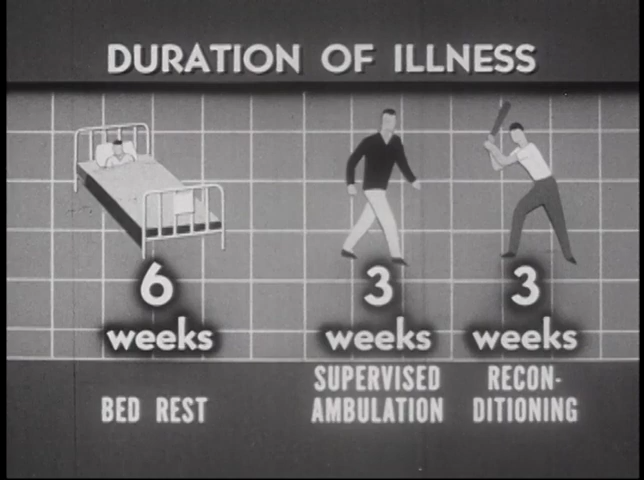 DURATION OF ILLNESS
6
weeks
BED REST
3
weeks
SUPERVISED
AMBULATION
3
weeks
RECON-
DITIONING